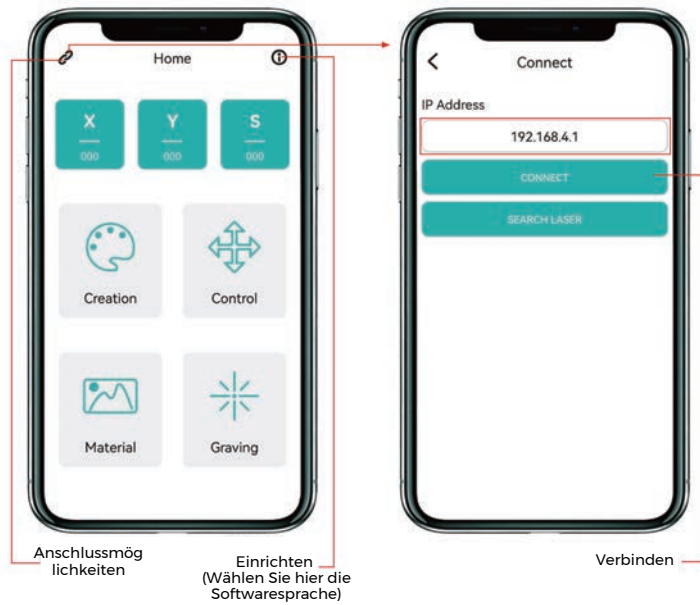 Home
X
Y
S
000
000
000
Creation
Control
Material
Graving
Anschlussmög
lichkeiten
Einrichten
(Wählen Sie hier die
Softwaresprache)
Connect
IP Address
192.168.4.1
CONNECT
SEARCH LASER
Verbinden